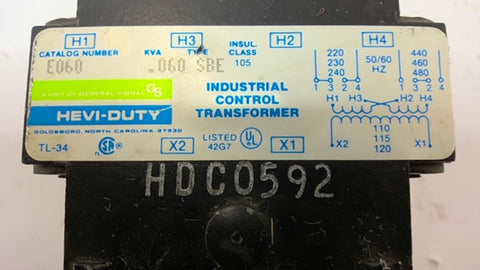 H1 H3 H2 H4
CATALOG NUMBER KVA INSUL. CLASS
E060 .060 SBE 105
220 50/60 440
230 HZ 460
240 480
1 3 2 4 1 3 2 4
A UNIT OF GENERAL SIGNAL GS
H1 H3 H2 H4
INDUSTRIAL
CONTROL
TRANSFORMER
HEVI-DUTY
GOLDSBORO, NORTH CAROLINA 27530
110
X2 115 X1
120
TL-34 SA X2 LISTED 42G7 UL X1
HDC0592